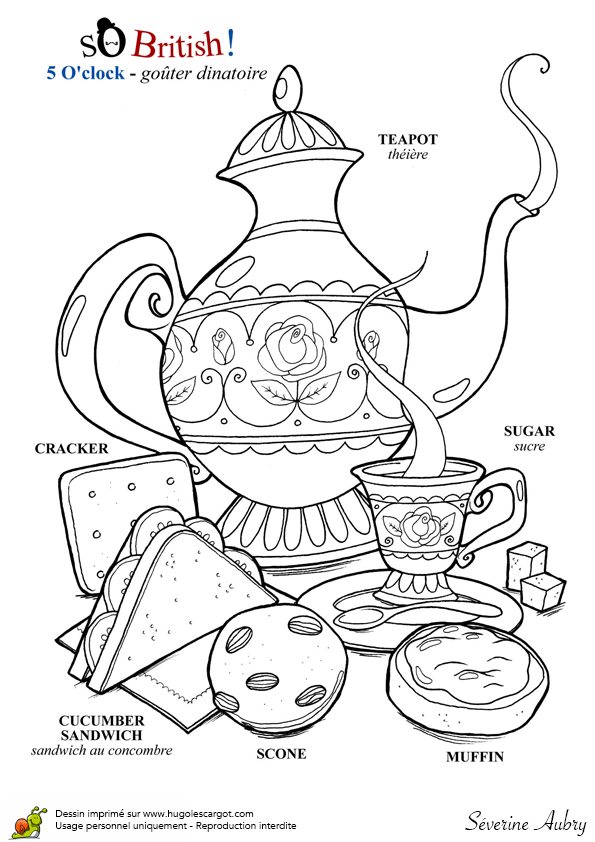 SO British !
5 O'clock - goûter dinatoire
TEAPOT
théière
SUGAR
sucre
CRACKER
CUCUMBER
SANDWICH
sandwich au concombre
SCONE
MUFFIN
Dessin imprimé sur www.hugolescargot.com
Usage personnel uniquement - Reproduction interdite
Séverine Aubry